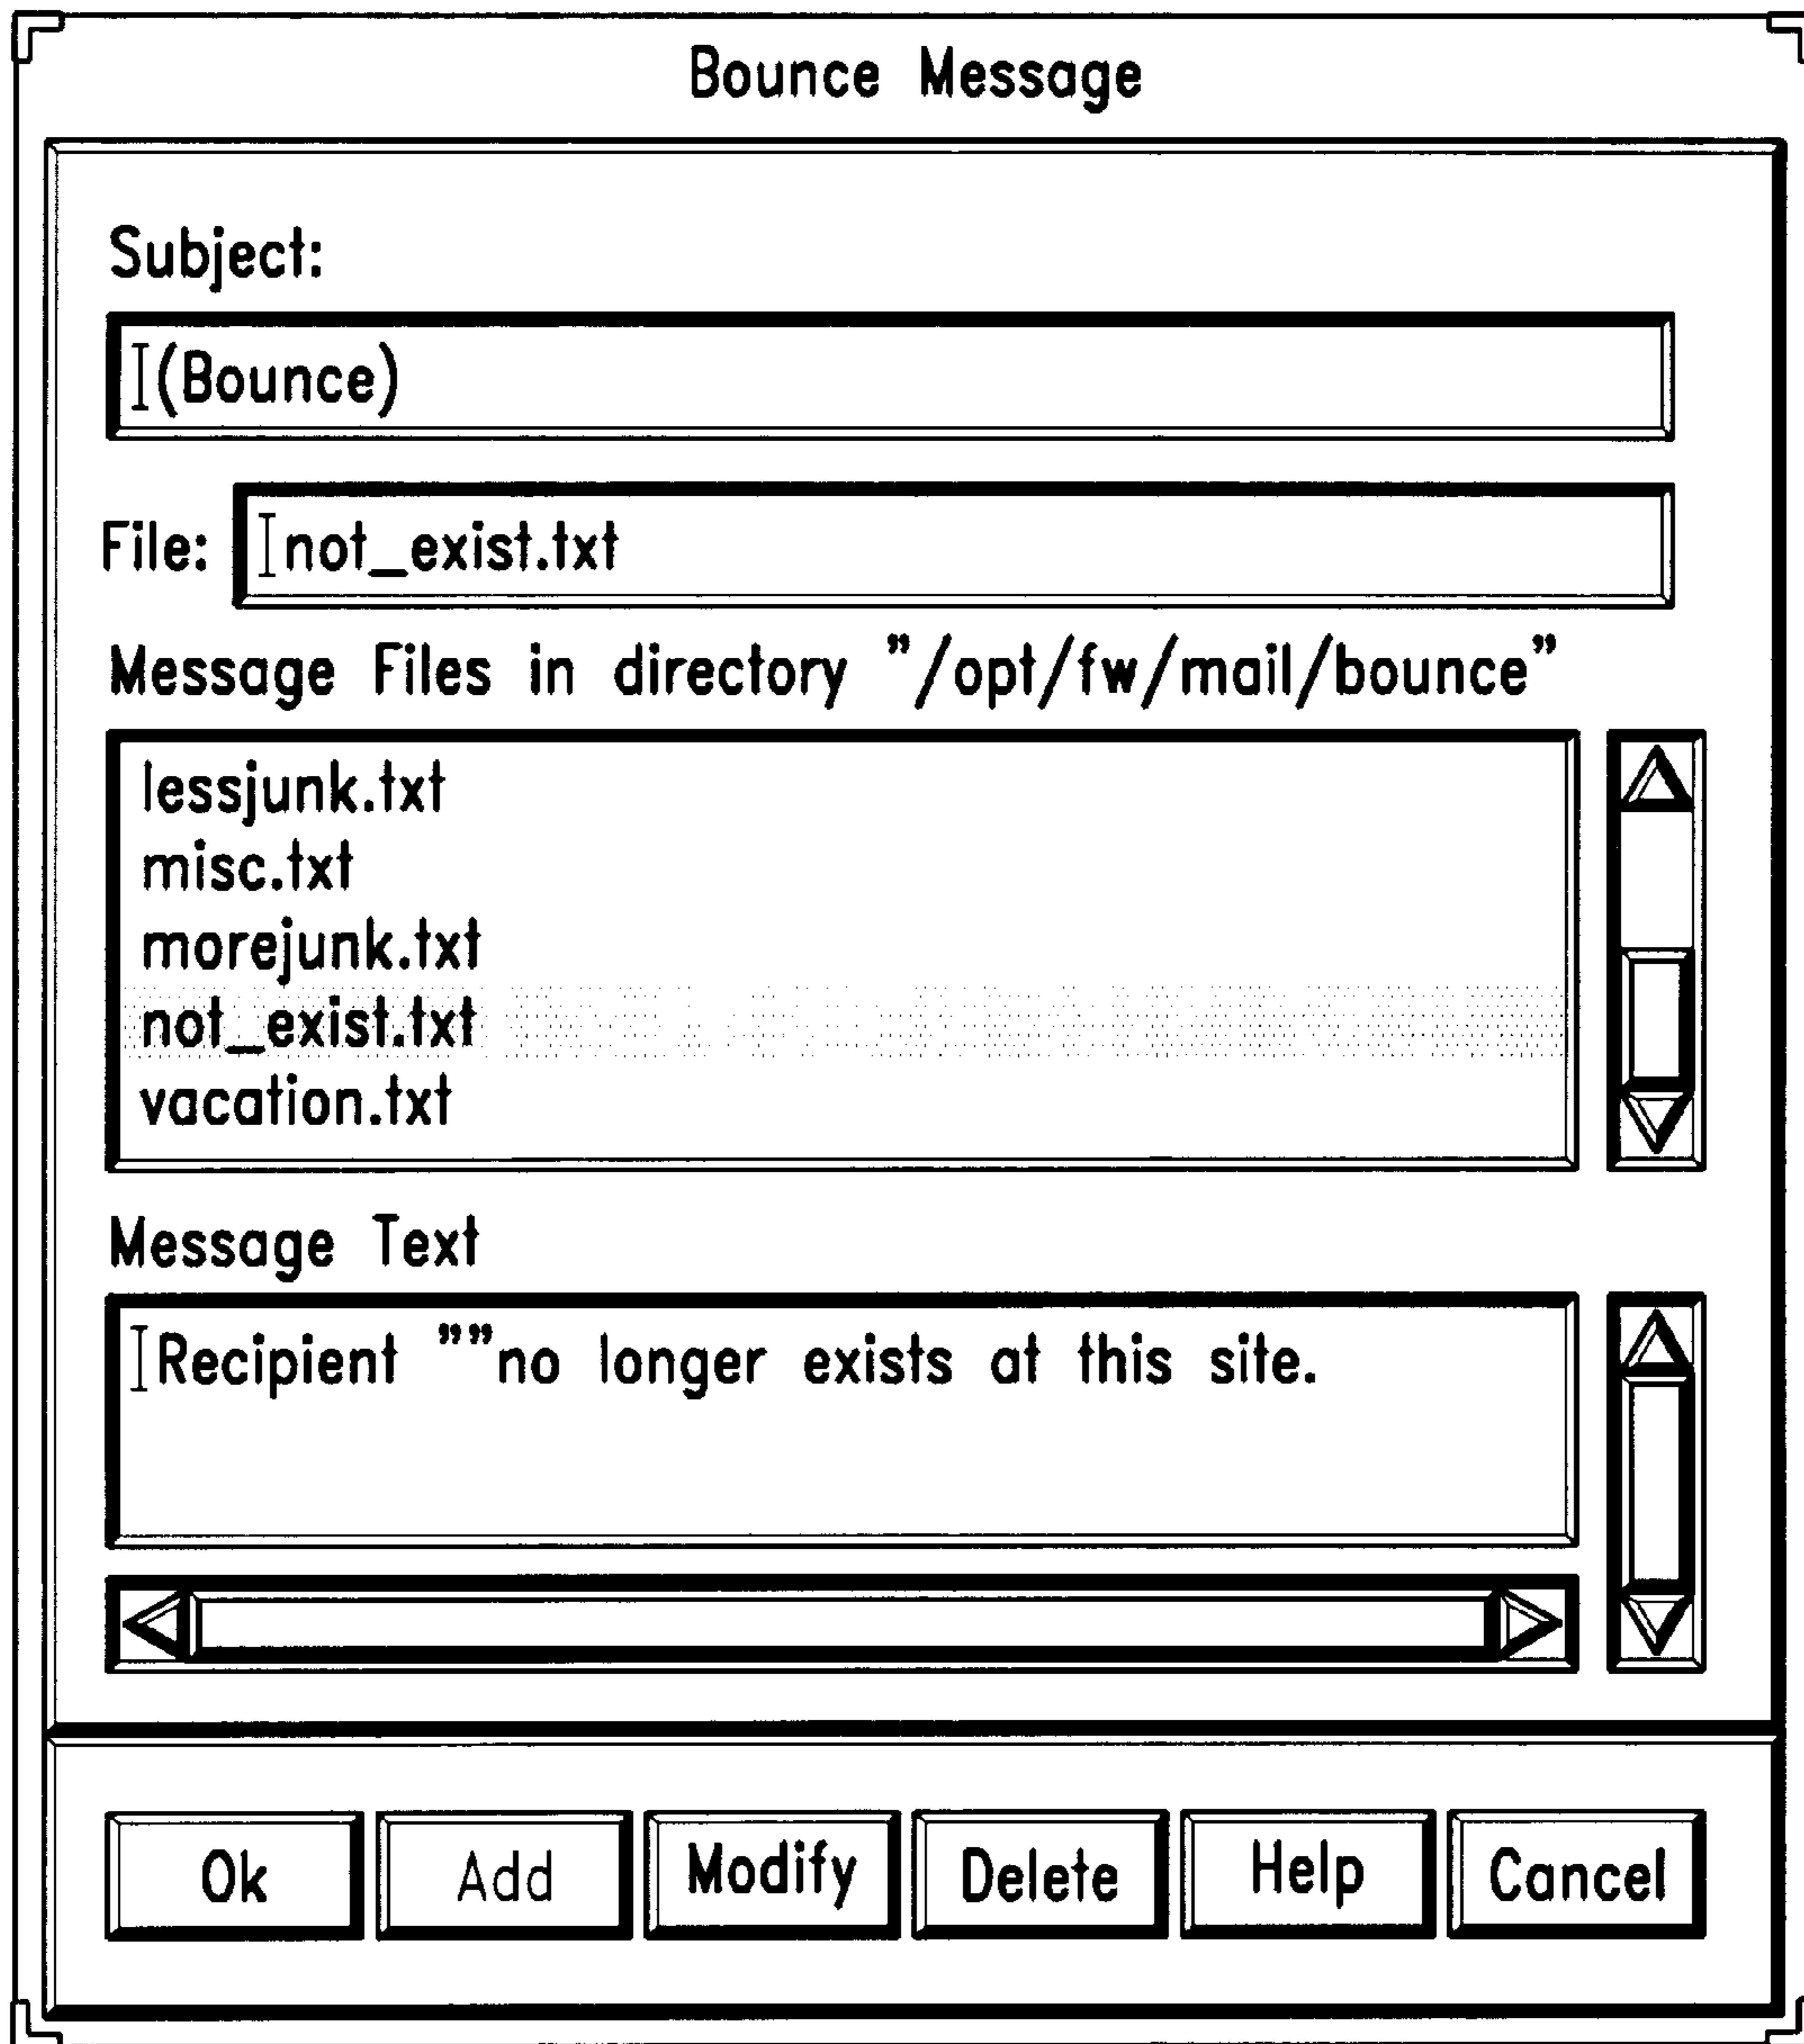 Bounce Message
Subject:
(Bounce)
File: not_exist.txt
Message Files in directory "/opt/fw/mail/bounce"
lessjunk.txt
misc.txt
morejunk.txt
not_exist.txt
vacation.txt
Message Text
Recipient ""no longer exists at this site.
Ok Add Modify Delete Help Cancel